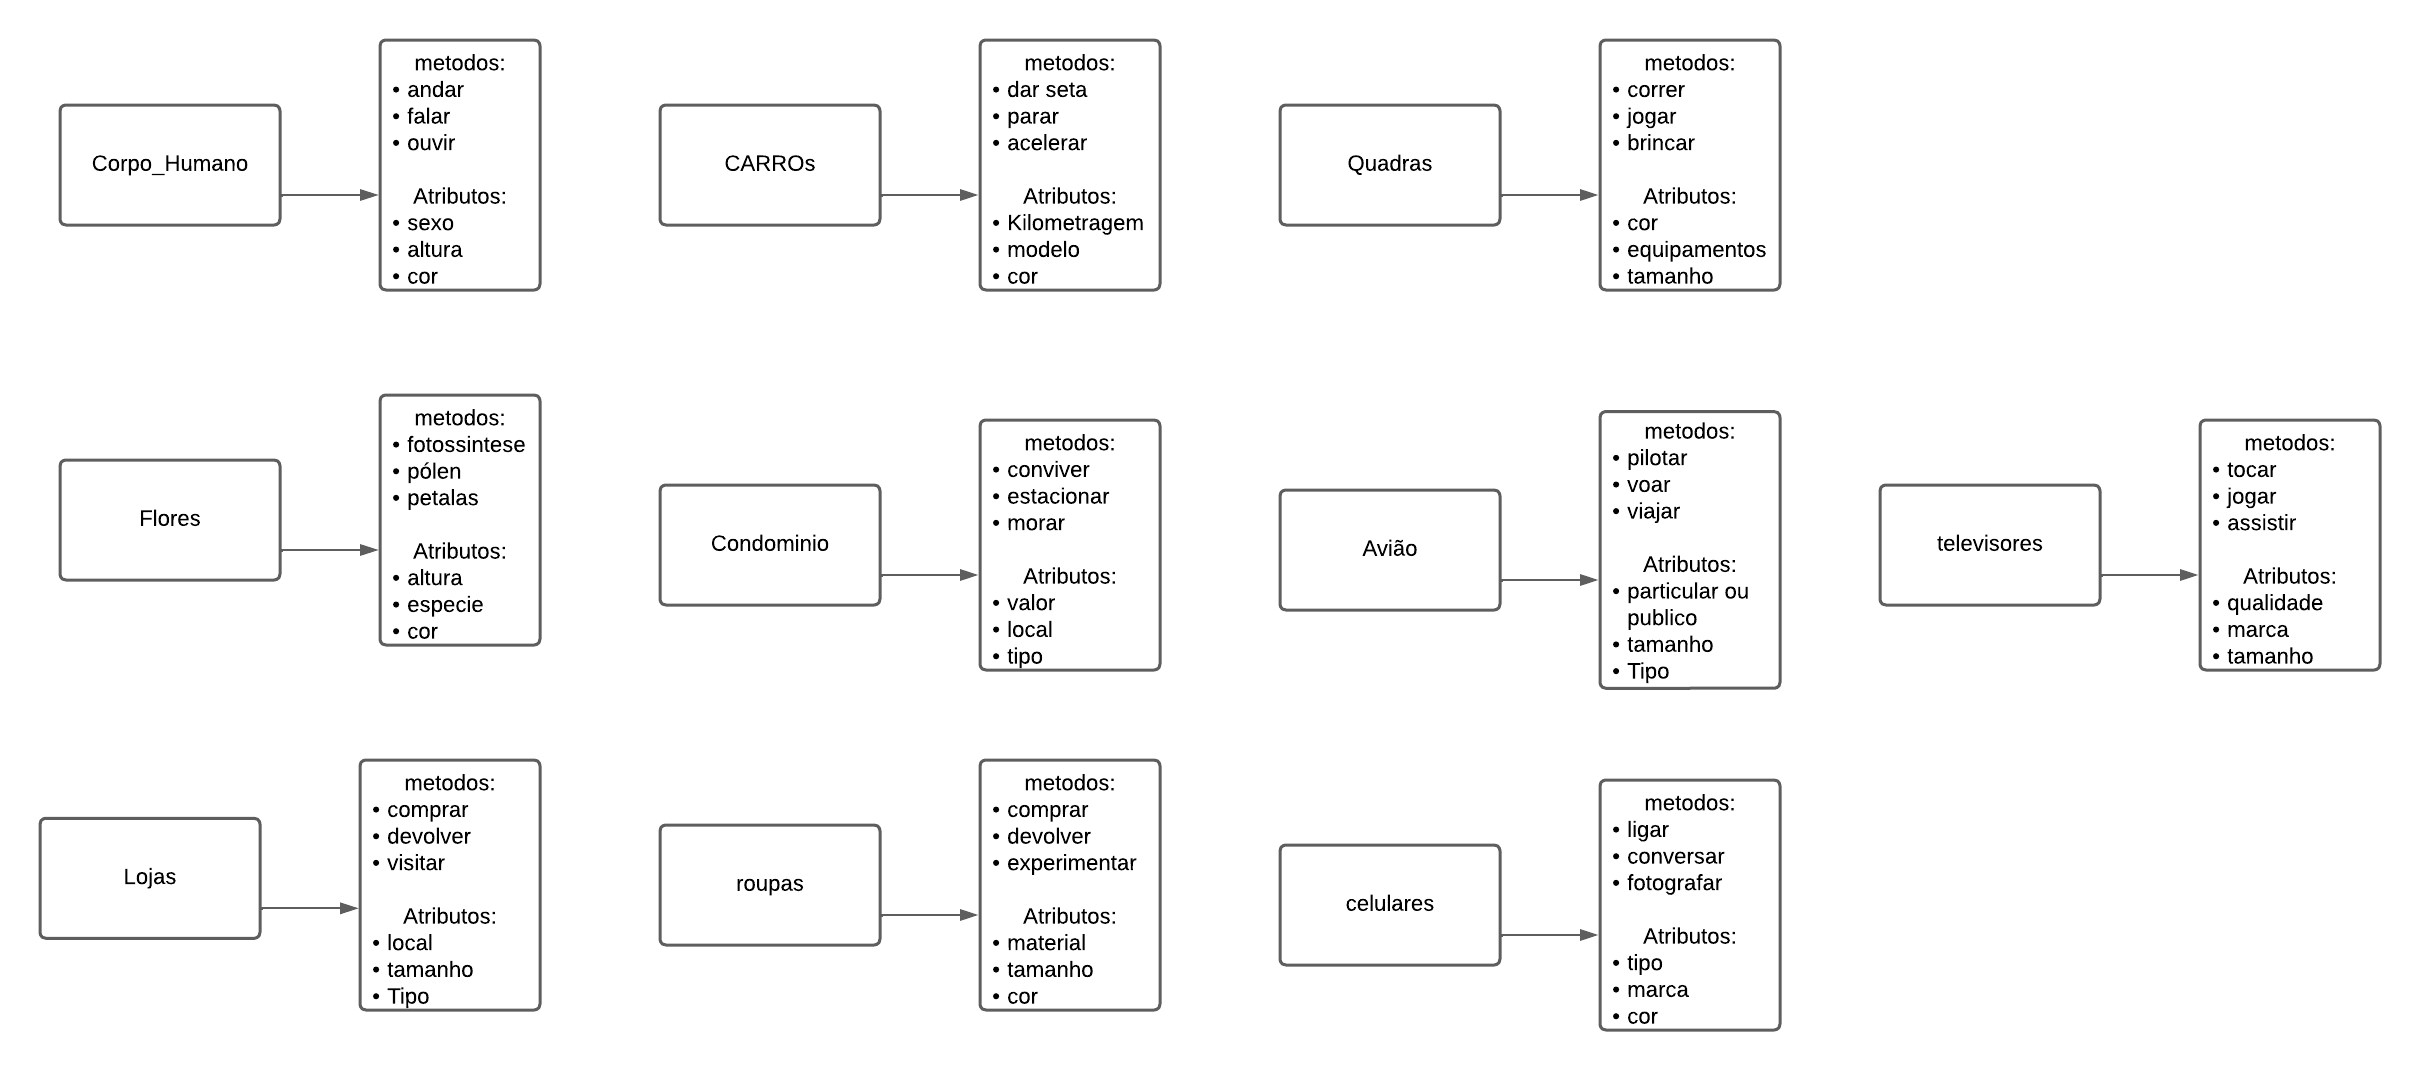 Corpo_Humano
metodos:
• andar
• falar
• ouvir
Atributos:
• sexo
• altura
• cor
CARROs
metodos:
• dar seta
• parar
• acelerar
Atributos:
• Kilometragem
• modelo
• cor
Quadras
metodos:
• correr
• jogar
• brincar
Atributos:
• cor
• equipamentos
• tamanho
Flores
metodos:
• fotossintese
• pólen
• petalas
Atributos:
• altura
• especie
• cor
Condominio
metodos:
• conviver
• estacionar
• morar
Atributos:
• valor
• local
• tipo
Avião
metodos:
• pilotar
• voar
• viajar
Atributos:
• particular ou
publico
• tamanho
• Tipo
televisores
metodos:
• tocar
• jogar
• assistir
Atributos:
• qualidade
• marca
• tamanho
Lojas
metodos:
• comprar
• devolver
• visitar
Atributos:
• local
• tamanho
• Tipo
roupas
metodos:
• comprar
• devolver
• experimentar
Atributos:
• material
• tamanho
• cor
celulares
metodos:
• ligar
• conversar
• fotografar
Atributos:
• tipo
• marca
• cor